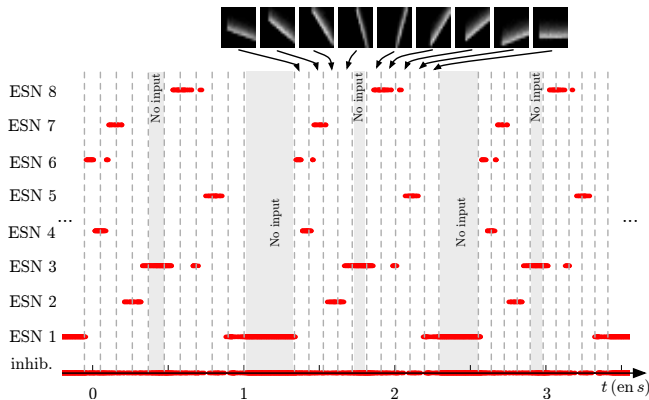 ESN 8
No input
No input
No input
ESN 7
ESN 6
ESN 5
...
...
ESN 4
No input
No input
ESN 3
ESN 2
ESN 1
inhib.
0
1
2
3
t (en s)